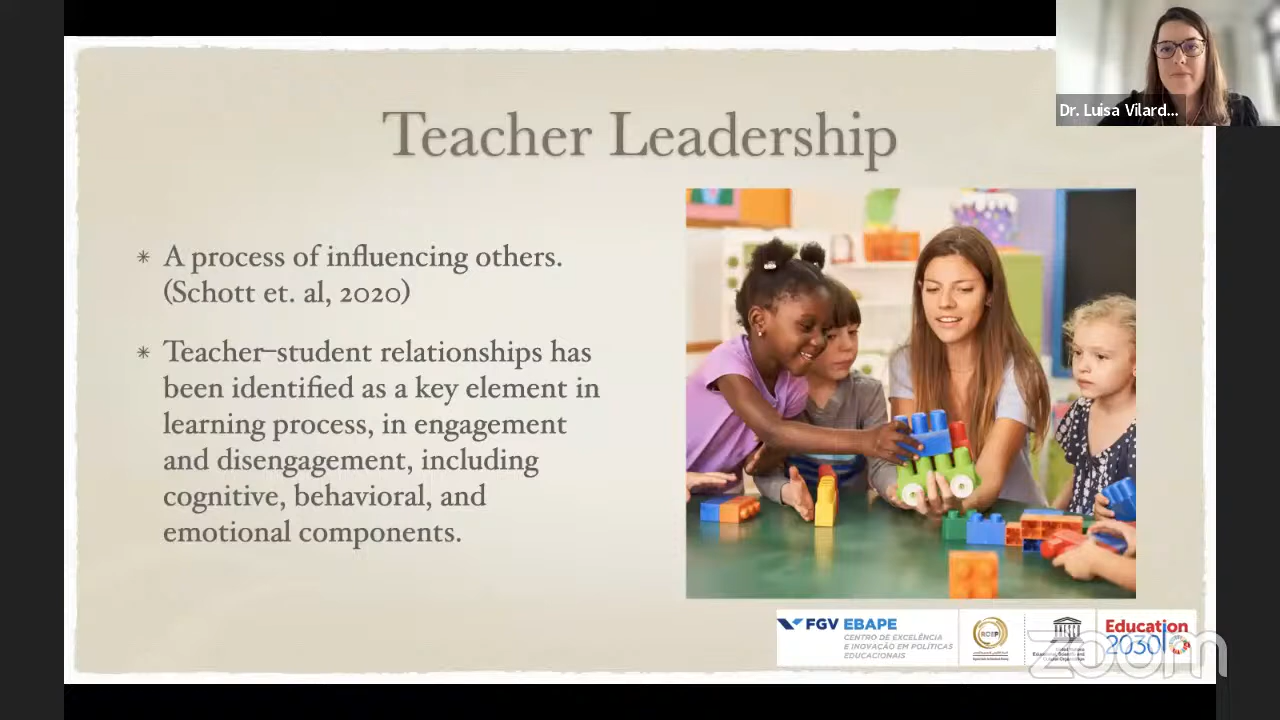 Dr. Luisa Vilard...
Teacher Leadership
* A process of influencing others.
(Schott et. al, 2020)
* Teacher–student relationships has
been identified as a key element in
learning process, in engagement
and disengagement, including
cognitive, behavioral, and
emotional components.
FGV EBAPE
CENTRO DE EXCELÊNCIA
E INOVAÇÃO EM POLÍTICAS
EDUCACIONAIS
Education
2030
zoom